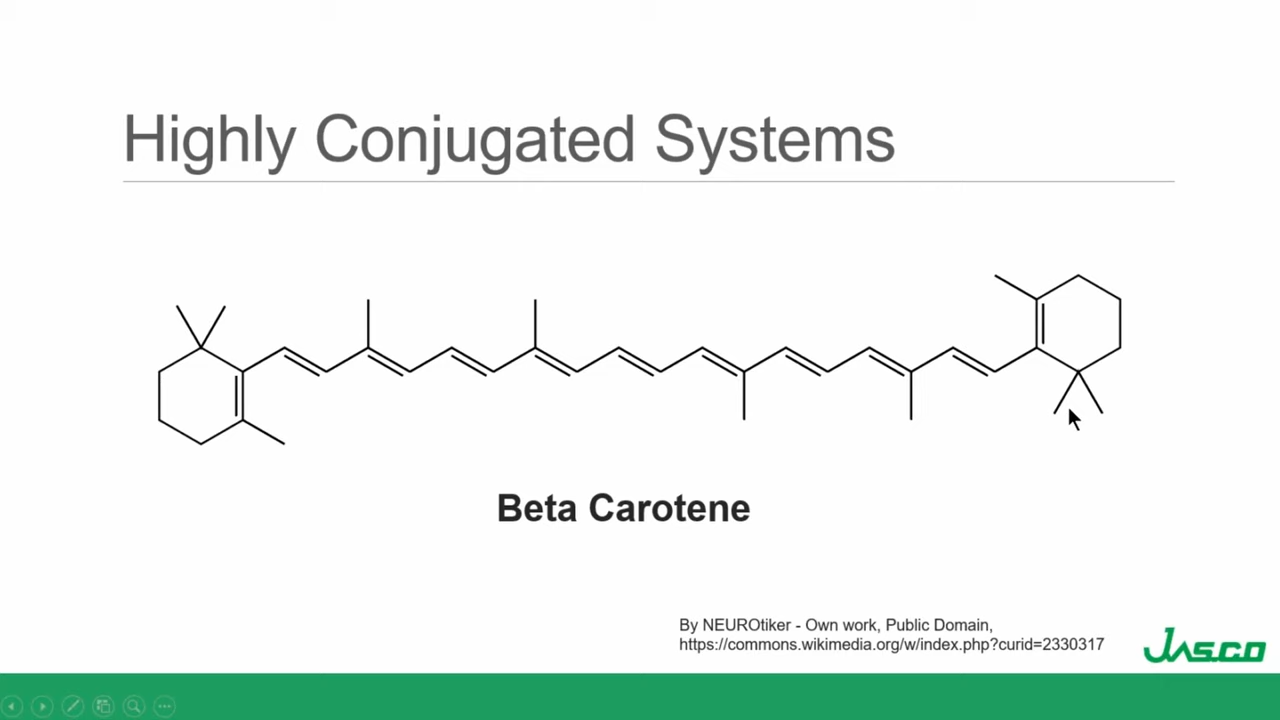 Highly Conjugated Systems
Beta Carotene
By NEUROtiker - Own work, Public Domain,
https://commons.wikimedia.org/w/index.php?curid=2330317
JASCO